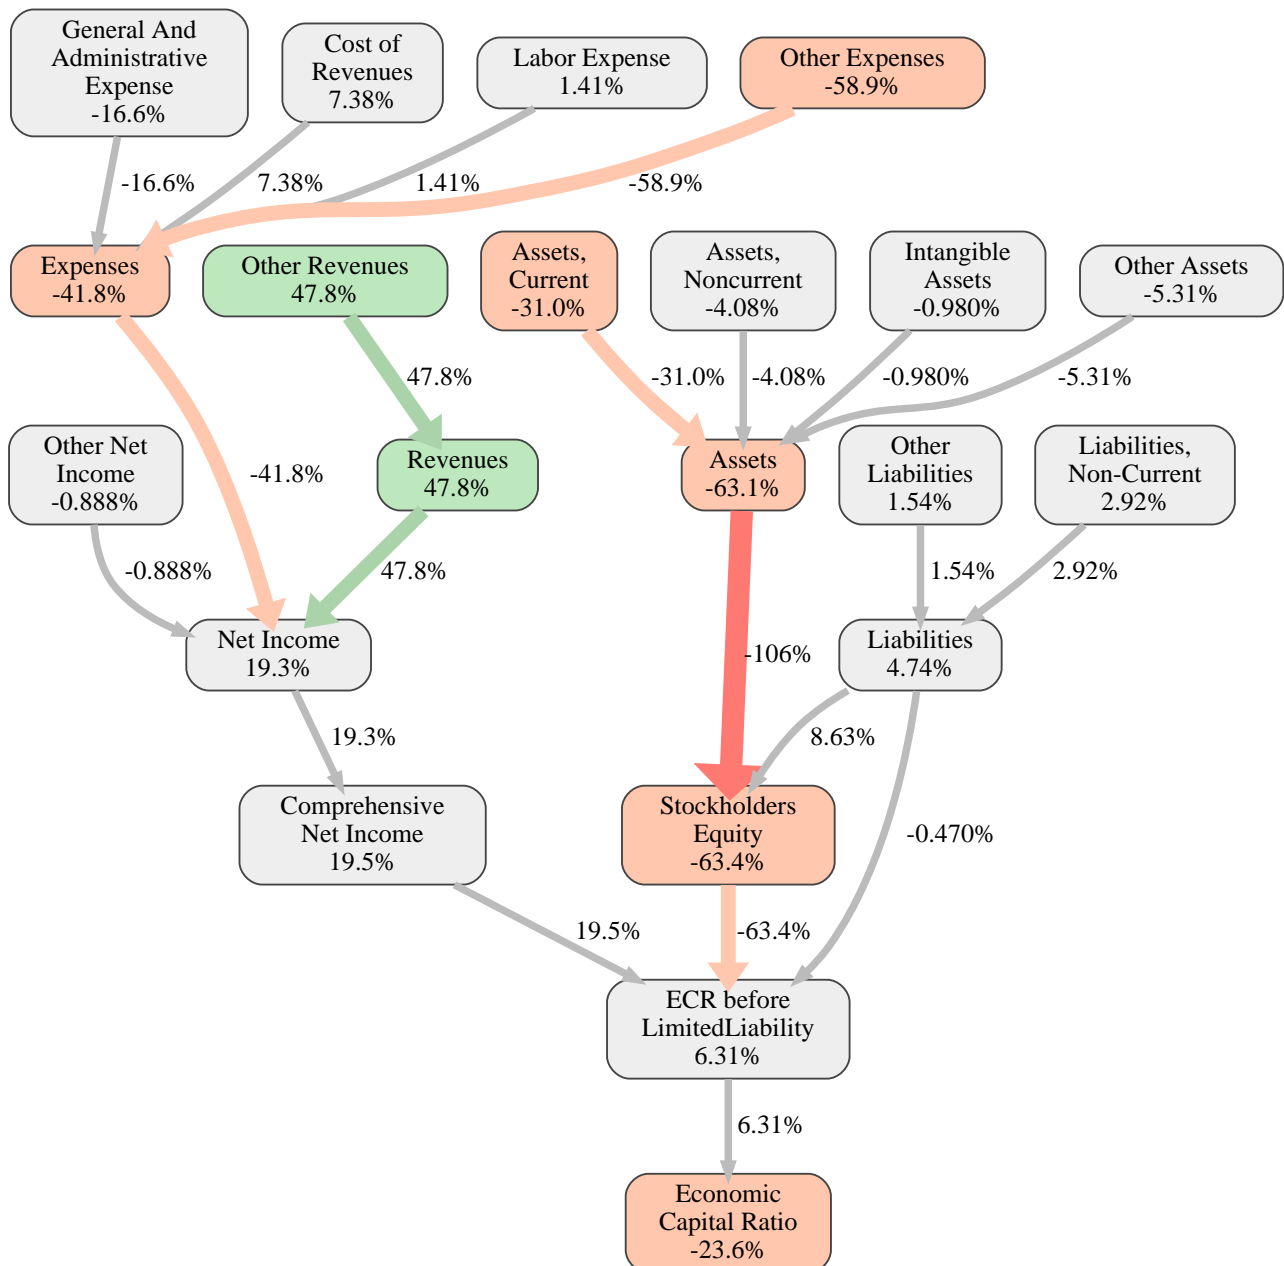 General And
Administrative
Expense
-16.6%
Cost of
Revenues
7.38%
Labor Expense
1.41%
Other Expenses
-58.9%
-16.6%
7.38%
1.41%
-58.9%
Expenses
-41.8%
Other Revenues
47.8%
Assets,
Current
-31.0%
Assets,
Noncurrent
-4.08%
Intangible
Assets
-0.980%
Other Assets
-5.31%
47.8%
-31.0%
-4.08%
-0.980%
-5.31%
Other Net
Income
-0.888%
-41.8%
Revenues
47.8%
Assets
-63.1%
Other
Liabilities
1.54%
Liabilities,
Non-Current
2.92%
-0.888%
47.8%
1.54%
2.92%
Net Income
19.3%
-106%
Liabilities
4.74%
19.3%
8.63%
Comprehensive
Net Income
19.5%
Stockholders
Equity
-63.4%
-0.470%
19.5%
-63.4%
ECR before
LimitedLiability
6.31%
6.31%
Economic
Capital Ratio
-23.6%